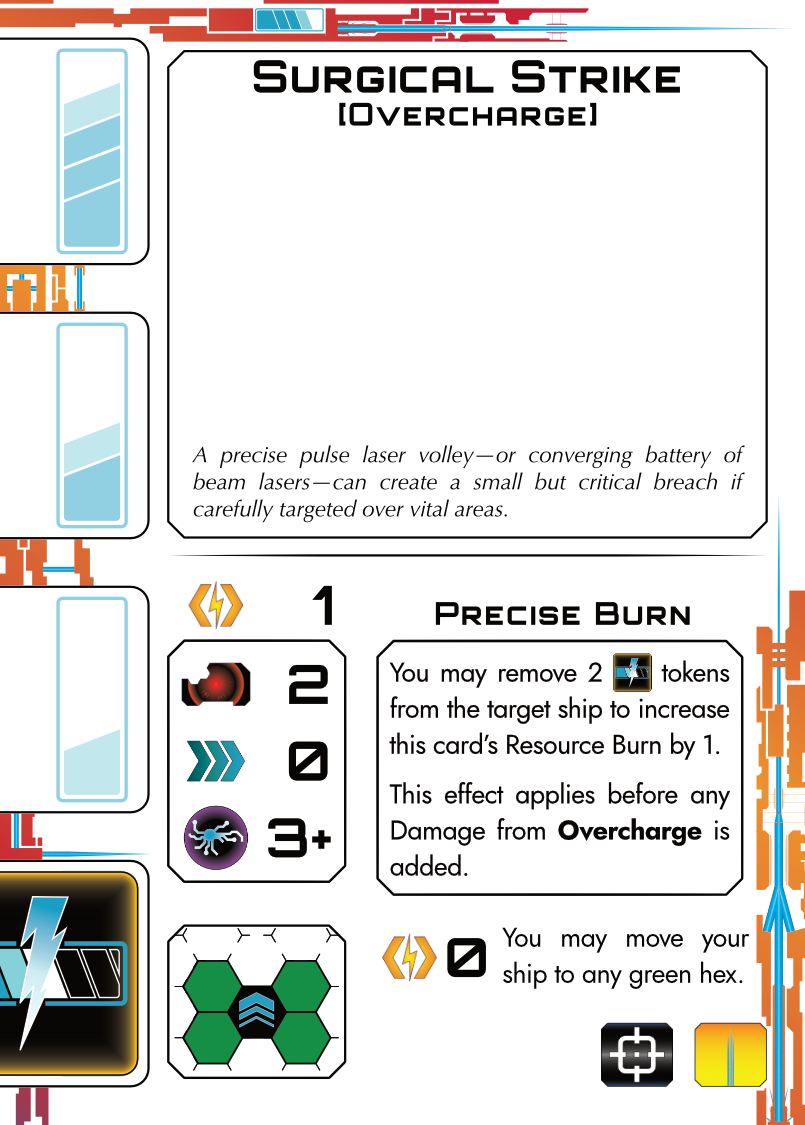 Surgical Strike
[Overcharge]
A precise pulse laser volley—or converging battery of
beam lasers—can create a small but critical breach if
carefully targeted over vital areas.
1
Precise Burn
2
0
3+
You may remove 2 tokens
from the target ship to increase
this card's Resource Burn by 1.
This effect applies before any
Damage from Overcharge is
added.
0
You may move your
ship to any green hex.